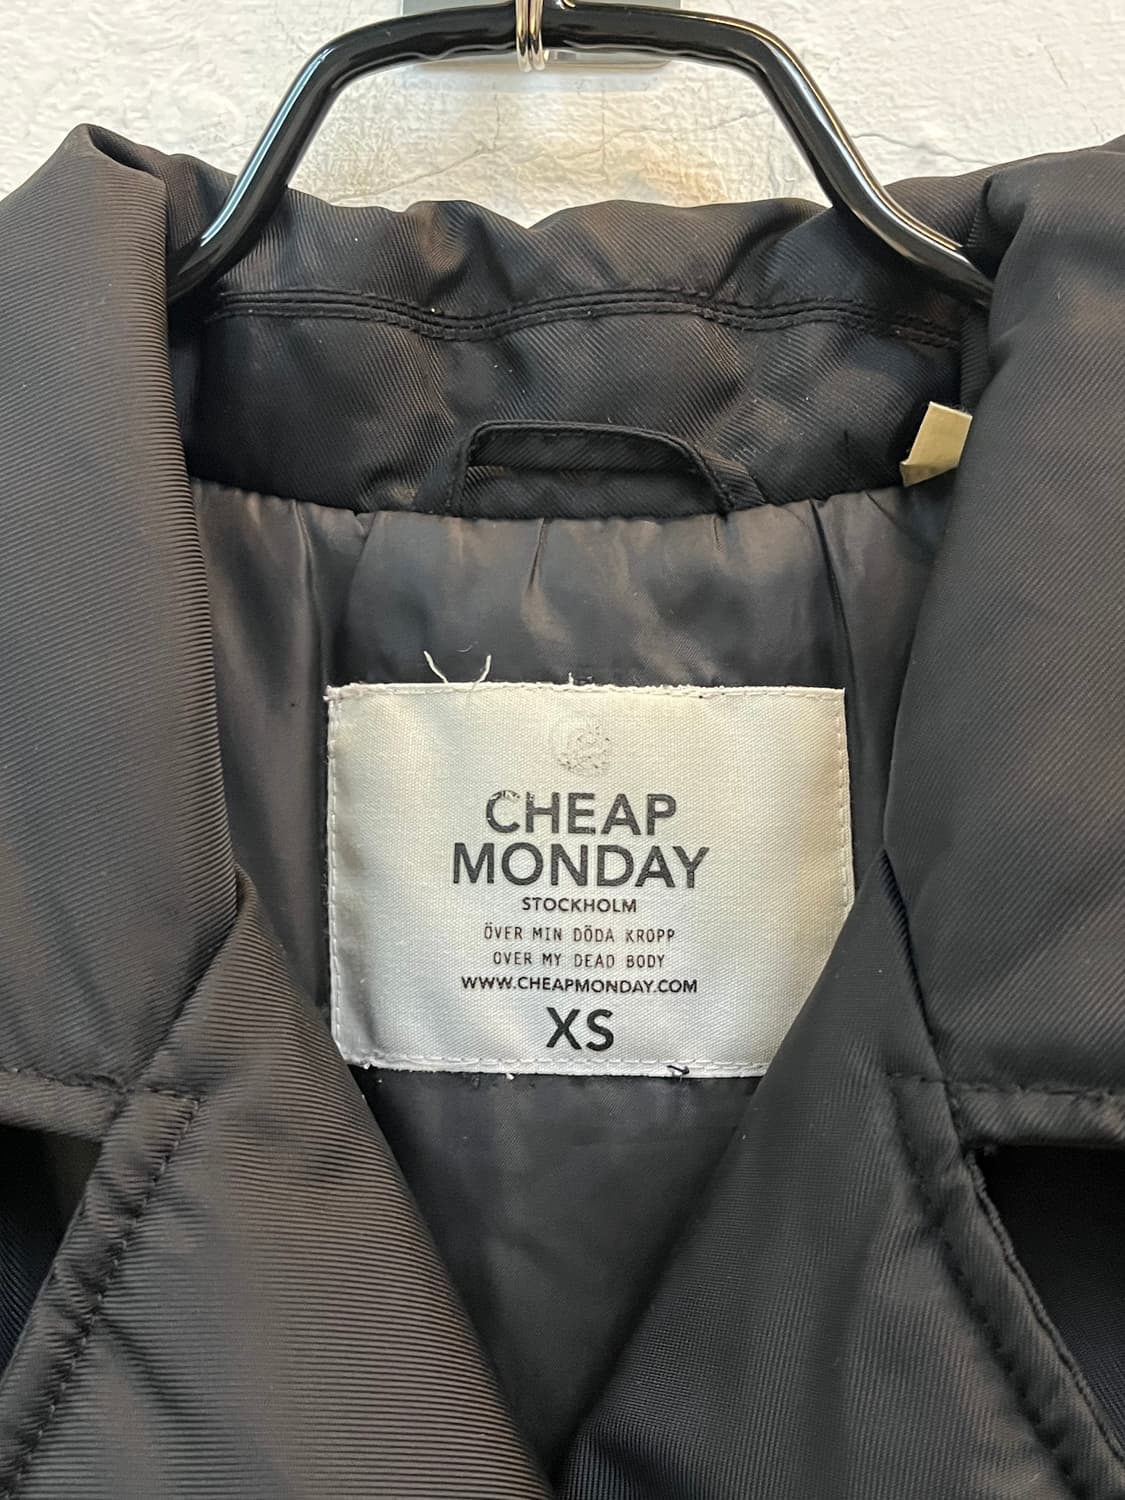 CHEAP
MONDAY
STOCKHOLM
ÖVER MIN DÖDA KROPP
OVER MY DEAD BODY
WWW.CHEAPMONDAY.COM
XS